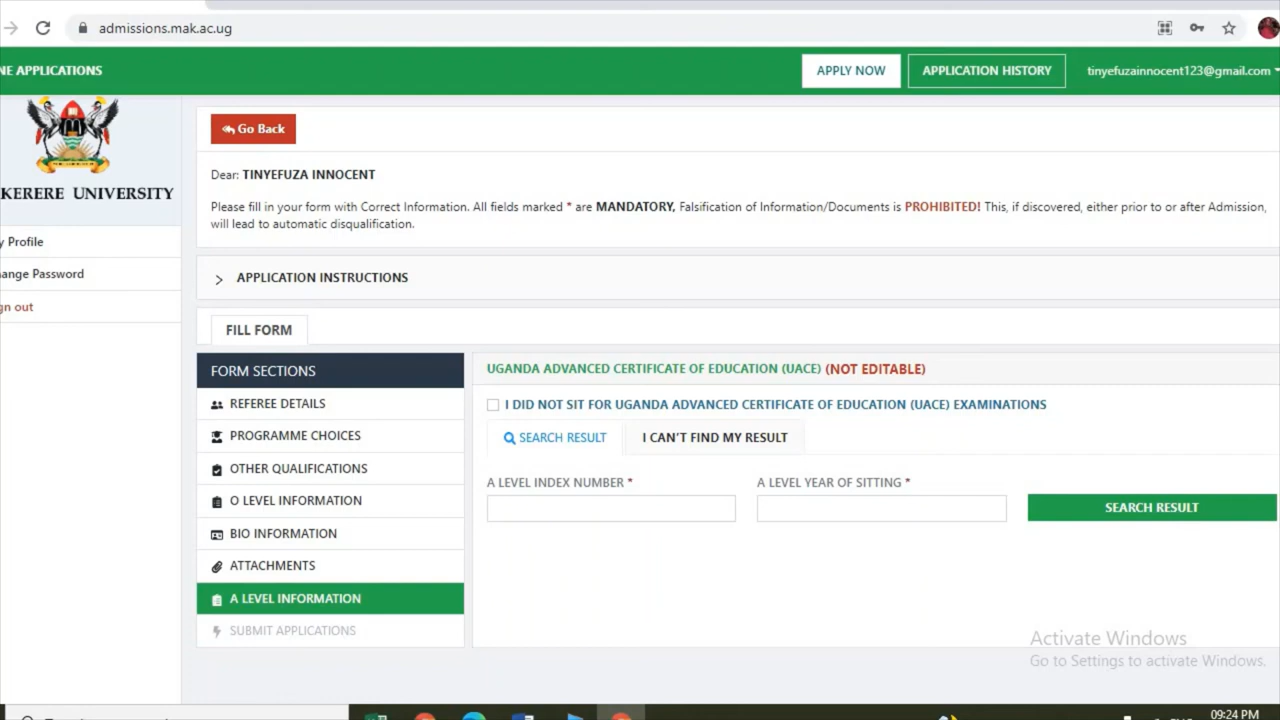 admissions.mak.ac.ug
NE APPLICATIONS
APPLY NOW
APPLICATION HISTORY
tinyefuzainnocent123@gmail.com
KERERE UNIVERSITY
y Profile
ange Password
gn out
Go Back
Dear: TINYEFUZA INNOCENT
Please fill in your form with Correct Information. All fields marked * are MANDATORY, Falsification of Information/Documents is PROHIBITED! This, if discovered, either prior to or after Admission,
will lead to automatic disqualification.
APPLICATION INSTRUCTIONS
FILL FORM
FORM SECTIONS
REFEREE DETAILS
PROGRAMME CHOICES
OTHER QUALIFICATIONS
O LEVEL INFORMATION
BIO INFORMATION
ATTACHMENTS
A LEVEL INFORMATION
SUBMIT APPLICATIONS
UGANDA ADVANCED CERTIFICATE OF EDUCATION (UACE) (NOT EDITABLE)
I DID NOT SIT FOR UGANDA ADVANCED CERTIFICATE OF EDUCATION (UACE) EXAMINATIONS
SEARCH RESULT
I CAN'T FIND MY RESULT
A LEVEL INDEX NUMBER *
A LEVEL YEAR OF SITTING *
SEARCH RESULT
Activate Windows
Go to Settings to activate Windows.
09:24 PM